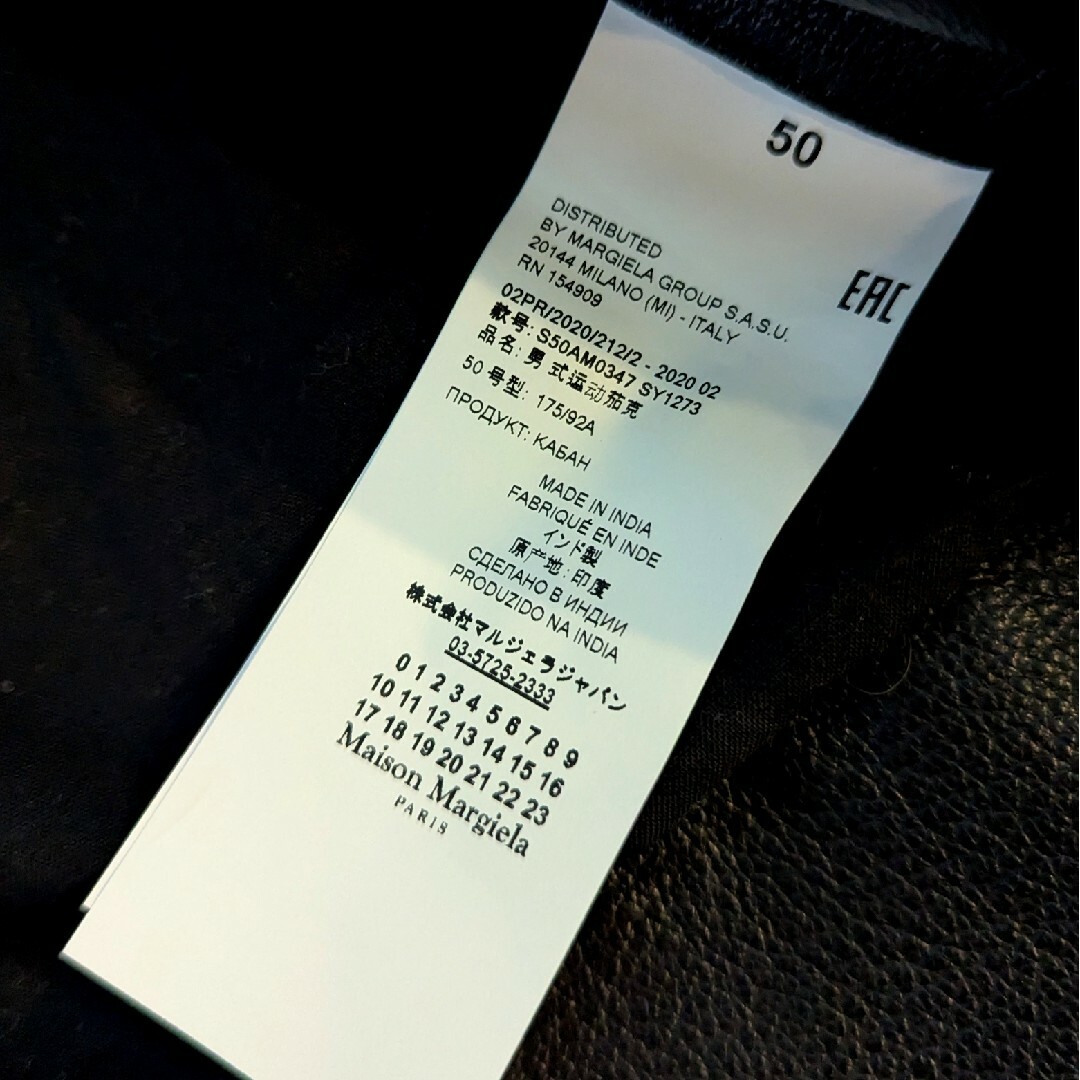 50
EAC
DISTRIBUTED
BY MARGIELA GROUP S.A.S.U.
20144 MILANO (MI) - ITALY
RN 154909
02PR/2020/212/2 - 2020 02
款号: S50AM0347 SY1273
品名: 男 式运动茄克
50 号型: 175/92A
ПРОДУКТ: КАБАН
MADE IN INDIA
FABRIQUÉ EN INDE
インド製
原产地: 印度
СДЕЛАНО В ИНДИИ
PRODUZIDO NA INDIA
株式会社マルジェラジャパン
03-5725-2333
0 1 2 3 4 5 6 7 8 9
10 11 12 13 14 15 16
17 18 19 20 21 22 23
Maison Margiela
PARIS